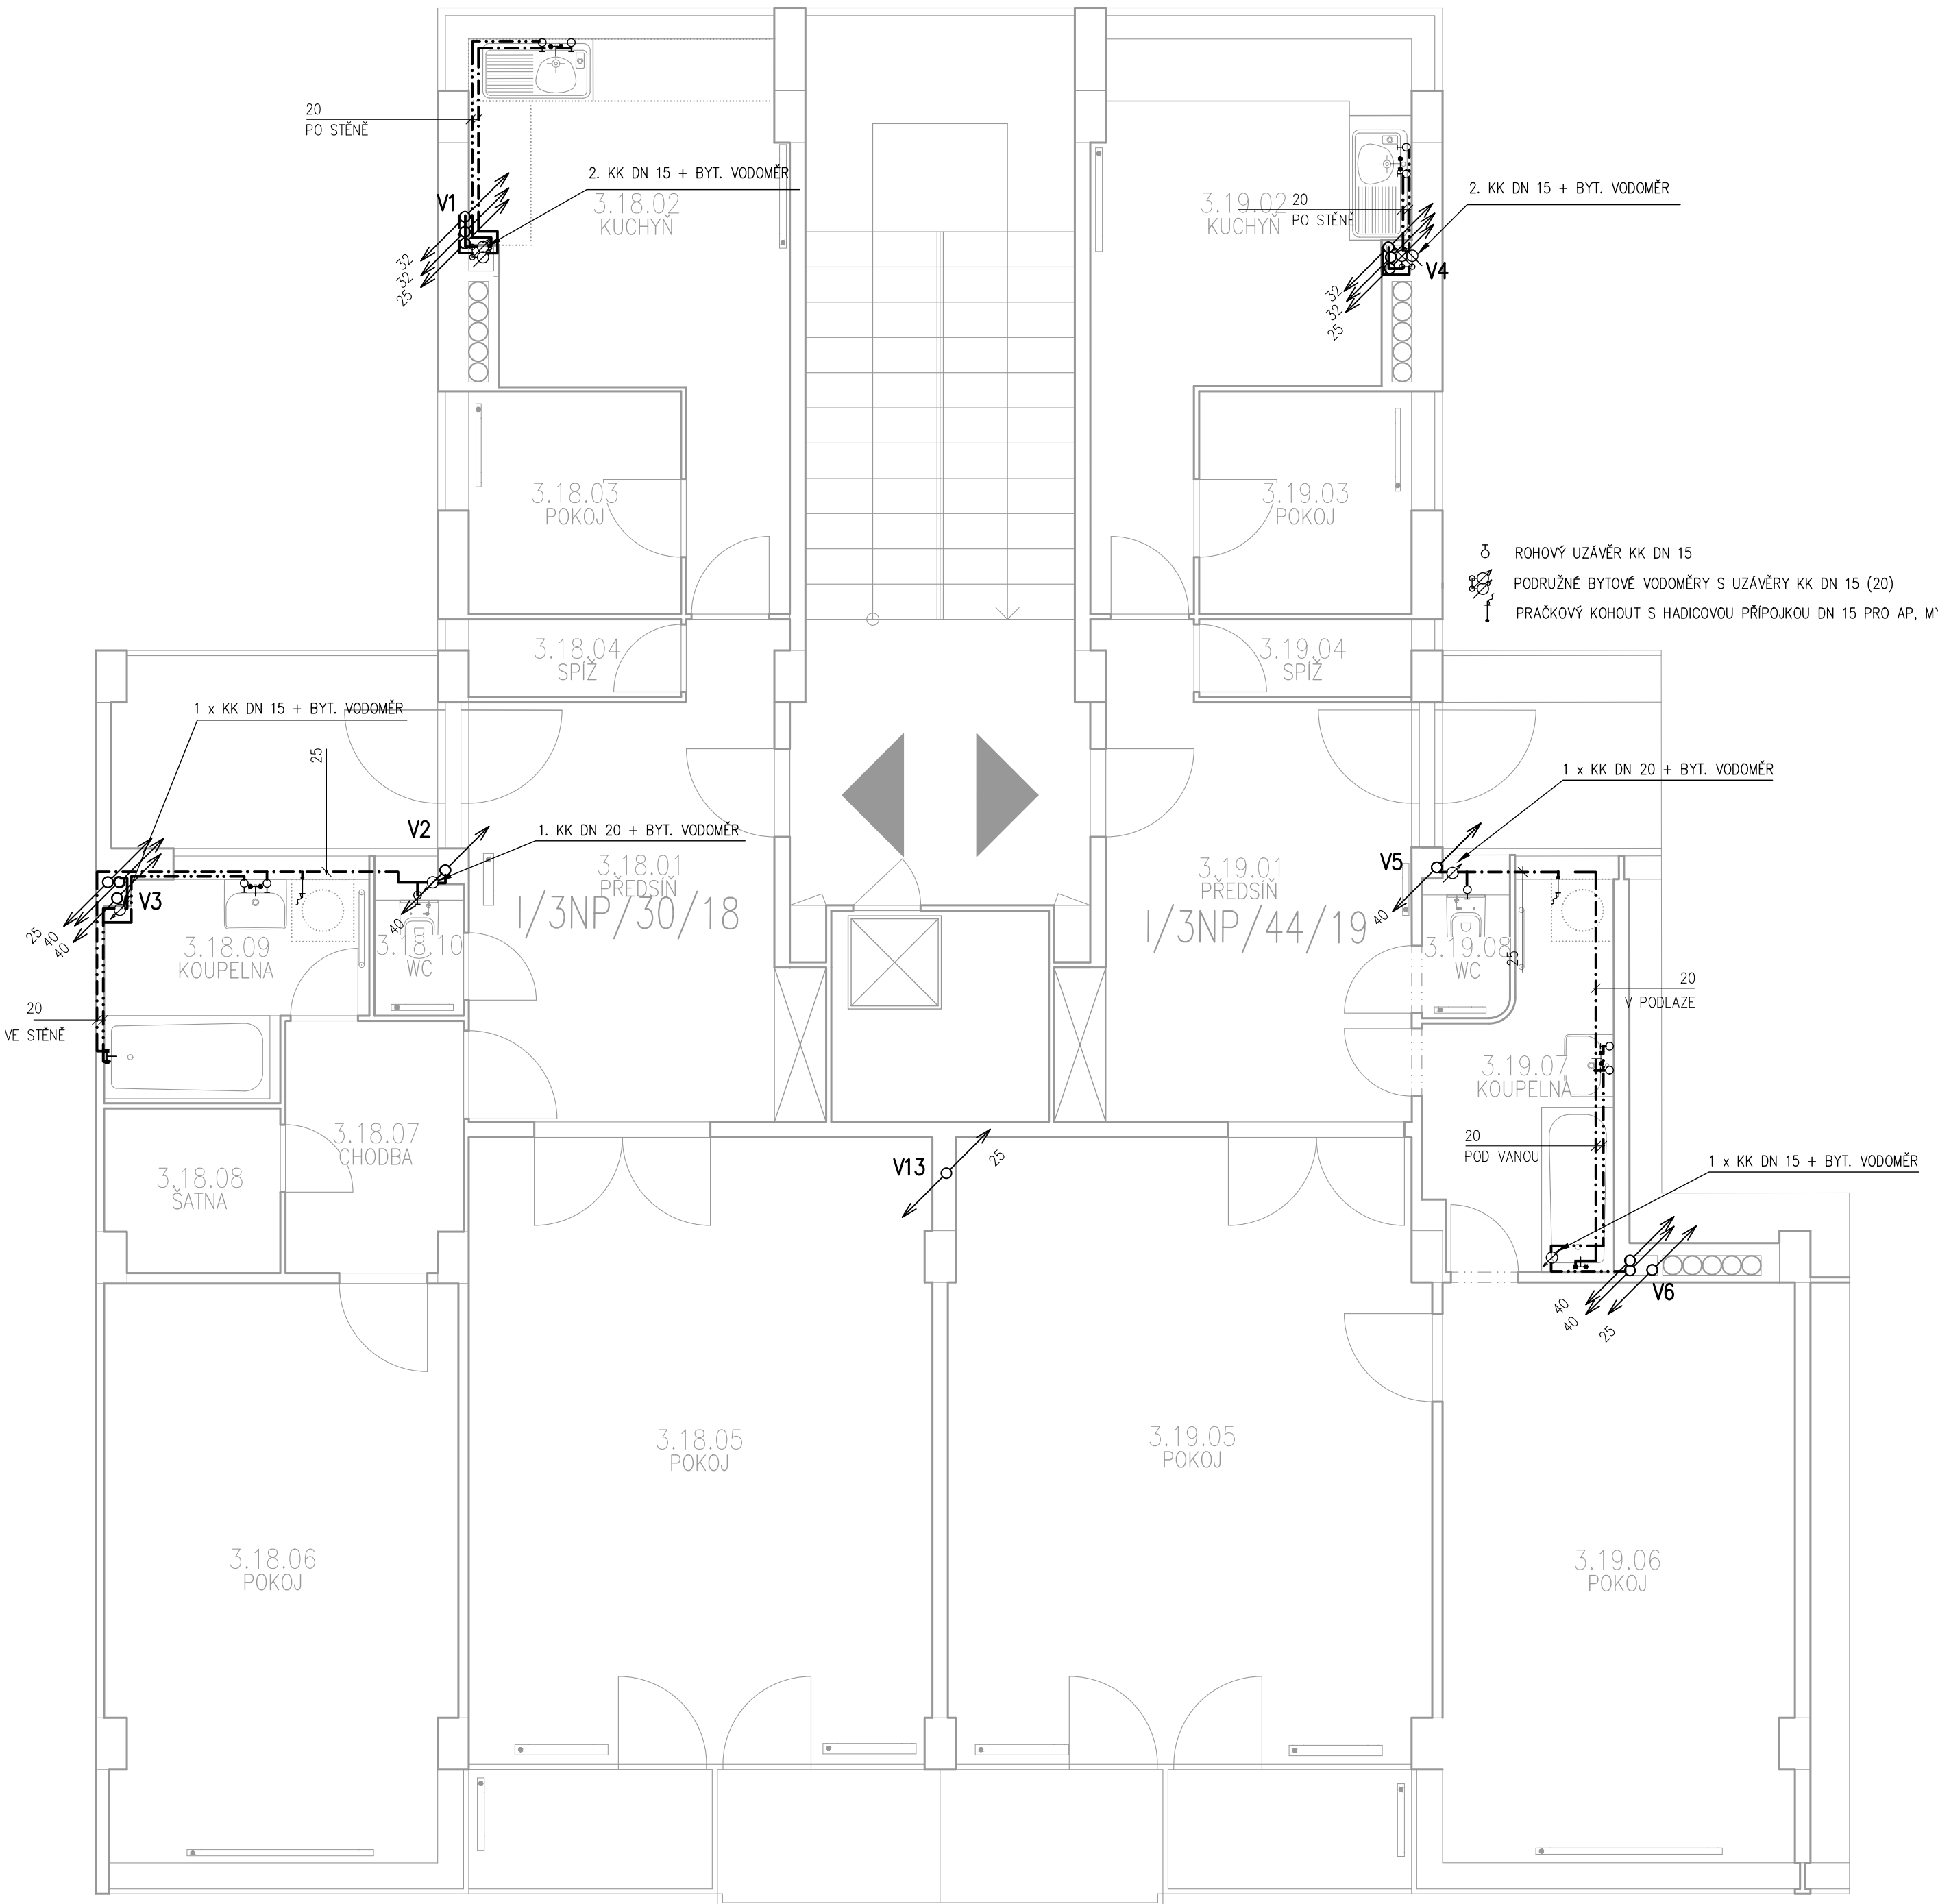 20
PO STĚNĚ
2. KK DN 15 + BYT. VODOMĚR
V1
3.18.02
KUCHYŇ
32
32
25
3.19.02
KUCHYŇ
20
PO STĚNĚ
2. KK DN 15 + BYT. VODOMĚR
V4
32
32
25
3.18.03
POKOJ
3.19.03
POKOJ
ROHOVÝ UZÁVĚR KK DN 15
PODRUŽNÉ BYTOVÉ VODOMĚRY S UZÁVĚRY KK DN 15 (20)
PRAČKOVÝ KOHOUT S HADICOVOU PŘÍPOJKOU DN 15 PRO AP,
3.18.04
SPÍŽ
3.19.04
SPÍŽ
1 x KK DN 15 + BYT. VODOMĚR
25
V2
1. KK DN 20 + BYT. VODOMĚR
1 x KK DN 20 + BYT. VODOMĚR
V5
V3
25
40
40
40
3.18.01
PŘEDSÍŇ
I/3NP/30/18
3.19.01
PŘEDSÍŇ
I/3NP/44/19
40
3.18.09
KOUPELNA
3.18.10
WC
3.19.08
WC
25
20
V PODLAZE
20
VE STĚNĚ
3.19.07
KOUPELNA
3.18.07
CHODBA
3.18.08
ŠATNA
V13
25
20
POD VANOU
1 x KK DN 15 + BYT. VODOMĚR
V6
40
40
25
3.18.05
POKOJ
3.19.05
POKOJ
3.18.06
POKOJ
3.19.06
POKOJ